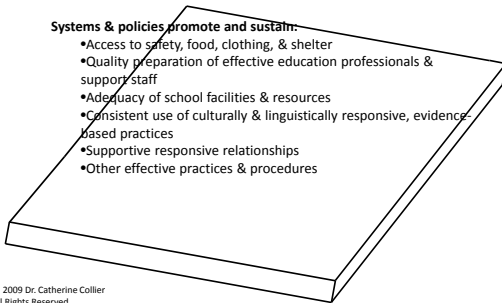 Systems & policies promote and sustain:
•Access to safety, food, clothing, & shelter
•Quality preparation of effective education professionals &
support staff
•Adequacy of school facilities & resources
•Consistent use of culturally & linguistically responsive, evidence-
based practices
•Supportive responsive relationships
•Other effective practices & procedures
2009 Dr. Catherine Collier
Rights Reserved